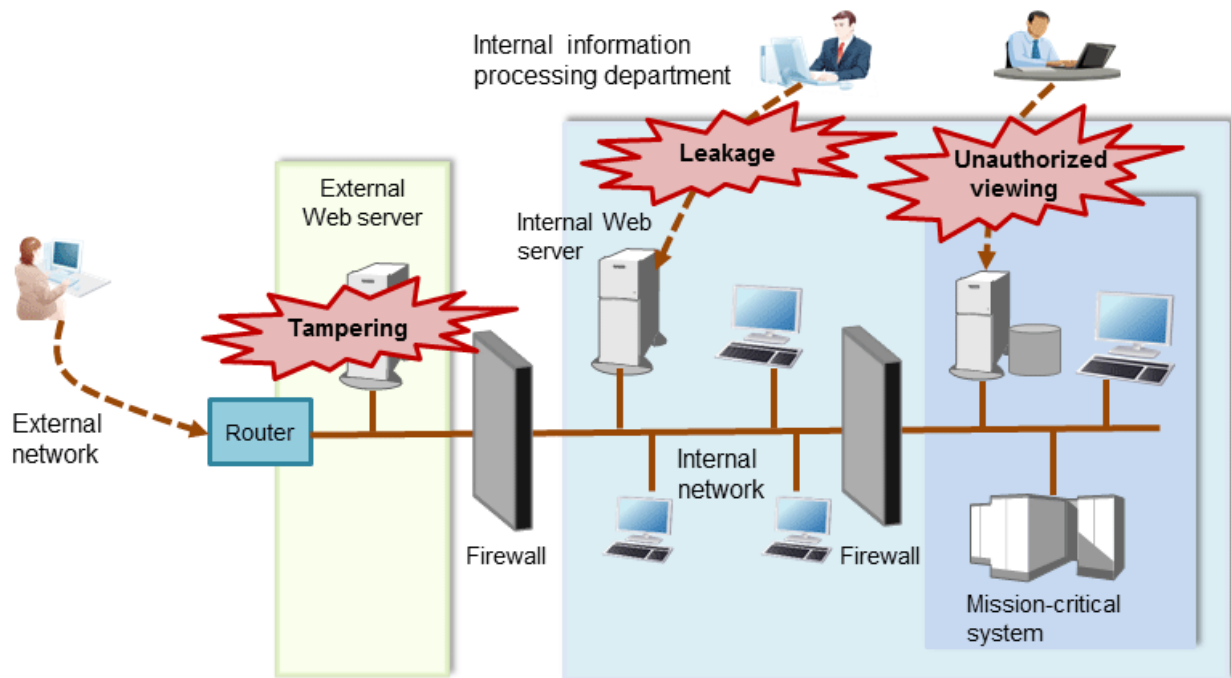 Internal information
processing department
Leakage
Unauthorized
viewing
External
Web server
Internal Web
server
Tampering
External
network
Router
Internal
network
Firewall
Firewall
Mission-critical
system